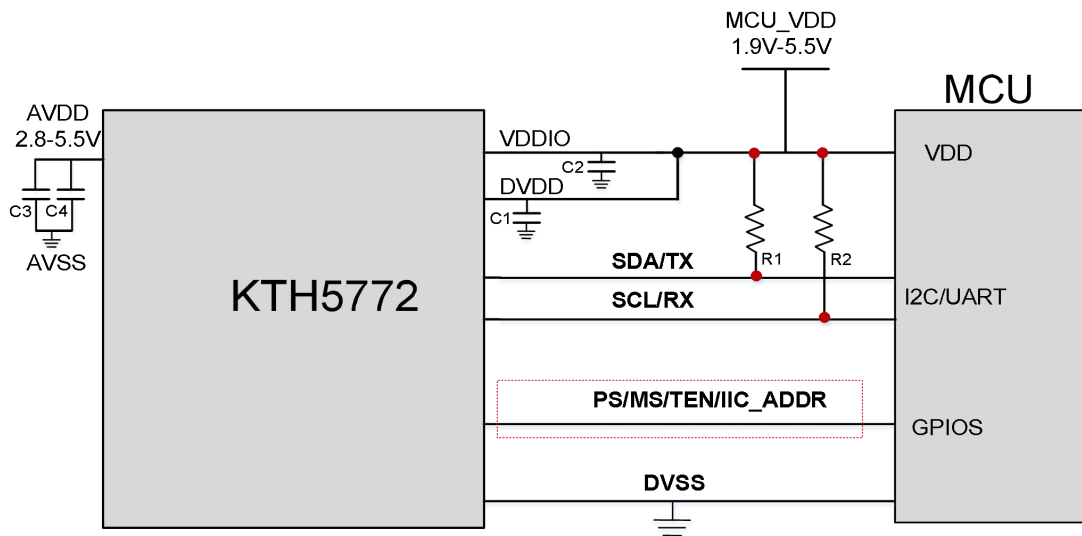 MCU_VDD
1.9V-5.5V
MCU
AVDD
2.8-5.5V
VDDIO
C2
VDD
DVDD
C3
C4
C1
AVSS
SDA/TX
R1
R2
KTH5772
SCL/RX
I2C/UART
PS/MS/TEN/IIC_ADDR
GPIOS
DVSS